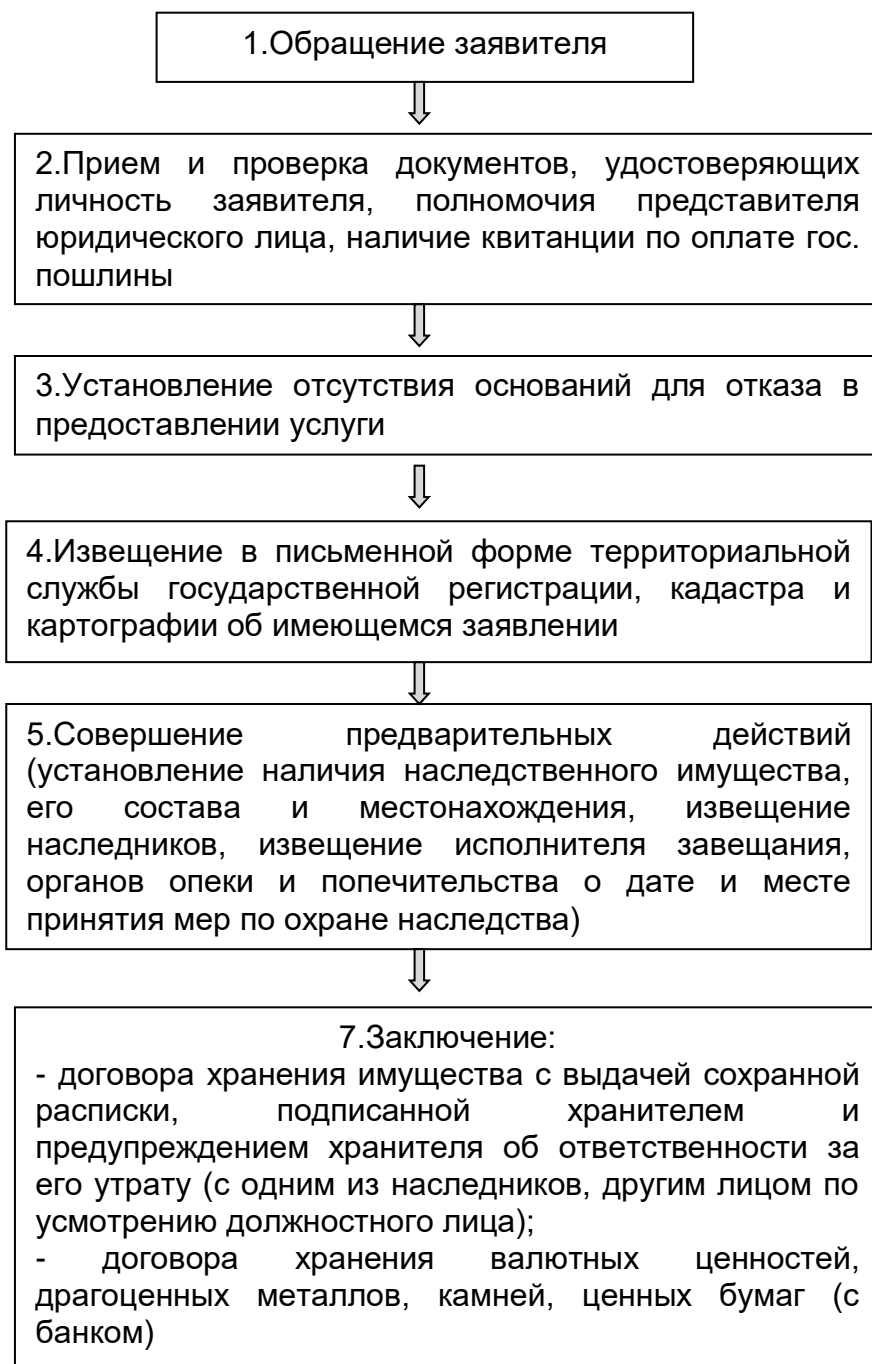 1.Обращение заявителя
2.Прием и проверка документов, удостоверяющих
личность заявителя, полномочия представителя
юридического лица, наличие квитанции по оплате гос.
пошлины
3.Установление отсутствия оснований для отказа в
предоставлении услуги
4.Извещение в письменной форме территориальной
службы государственной регистрации, кадастра и
картографии об имеющемся заявлении
5.Совершение предварительных действий
(установление наличия наследственного имущества,
его состава и местонахождения, извещение
наследников, извещение исполнителя завещания,
органов опеки и попечительства о дате и месте
принятия мер по охране наследства)
7.Заключение:
- договора хранения имущества с выдачей сохранной
расписки, подписанной хранителем и
предупреждением хранителя об ответственности за
его утрату (с одним из наследников, другим лицом по
усмотрению должностного лица);
- договора хранения валютных ценностей,
драгоценных металлов, камней, ценных бумаг (с
банком)